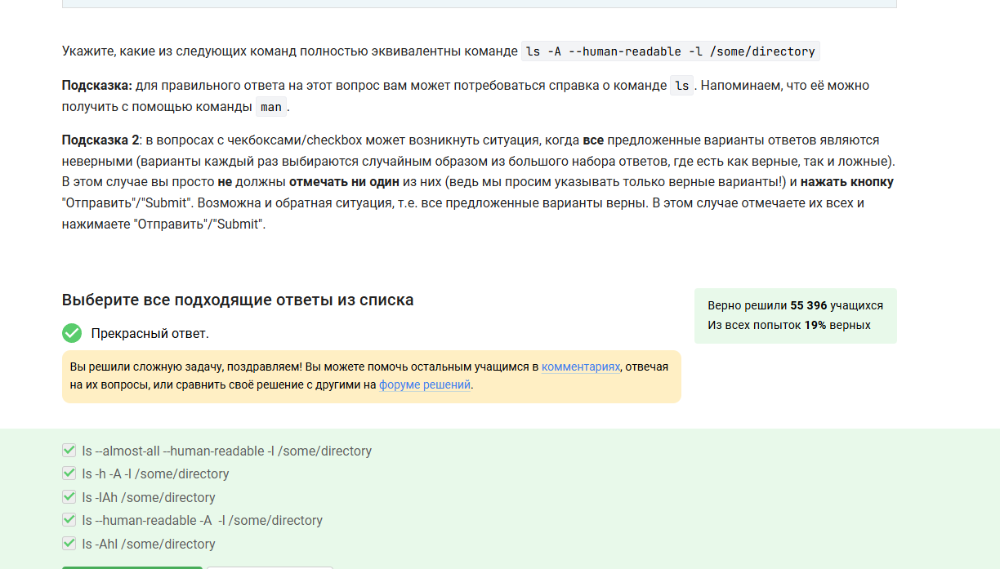 Укажите, какие из следующих команд полностью эквивалентны команде ls -A --human-readable -l /some/directory
Подсказка: для правильного ответа на этот вопрос вам может потребоваться справка о команде ls. Напоминаем, что её можно
получить с помощью команды man.
Подсказка 2: в вопросах с чекбоксами/checkbox может возникнуть ситуация, когда все предложенные варианты ответов являются
неверными (варианты каждый раз выбираются случайным образом из большого набора ответов, где есть как верные, так и ложные).
В этом случае вы просто не должны отмечать ни один из них (ведь мы просим указывать только верные варианты!) и нажать кнопку
"Отправить"/"Submit". Возможна и обратная ситуация, т.е. все предложенные варианты верны. В этом случае отмечаете их всех и
нажимаете "Отправить"/"Submit".
Выберите все подходящие ответы из списка
Верно решили 55 396 учащихся
Из всех попыток 19% верных
Прекрасный ответ.
Вы решили сложную задачу, поздравляем! Вы можете помочь остальным учащимся в комментариях, отвечая
на их вопросы, или сравнить своё решение с другими на форуме решений.
ls --almost-all --human-readable -l /some/directory
ls -h -A -l /some/directory
ls -lAh /some/directory
ls --human-readable -A -l /some/directory
ls -Ahl /some/directory